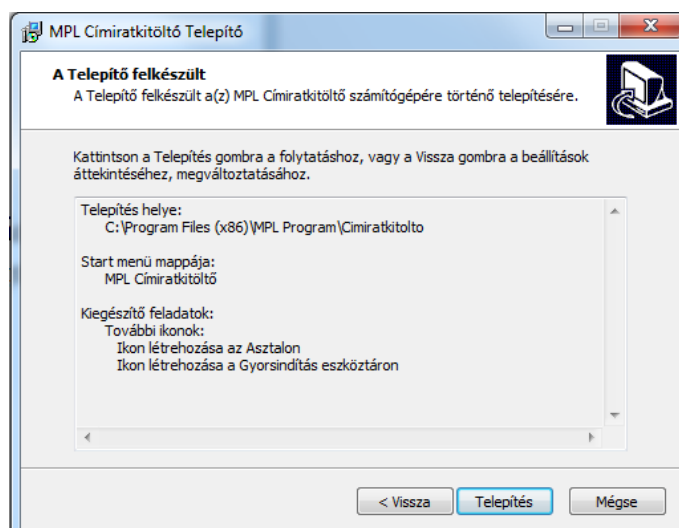 MPL Címiratkitöltő Telepítő
A Telepítő felkészült
A Telepítő felkészült a(z) MPL Címiratkitöltő számítógépére történő telepítésére.
Kattintson a Telepítés gombra a folytatáshoz, vagy a Vissza gombra a beállítások
áttekintéséhez, megváltoztatásához.
Telepítés helye:
C:\Program Files (x86)\MPL Program\Cimiratkitolto
Start menü mappája:
MPL Címiratkitöltő
Kiegészítő feladatok:
További ikonok:
Ikon létrehozása az Asztalon
Ikon létrehozása a Gyorsindítás eszköztáron
< Vissza
Telepítés
Mégse